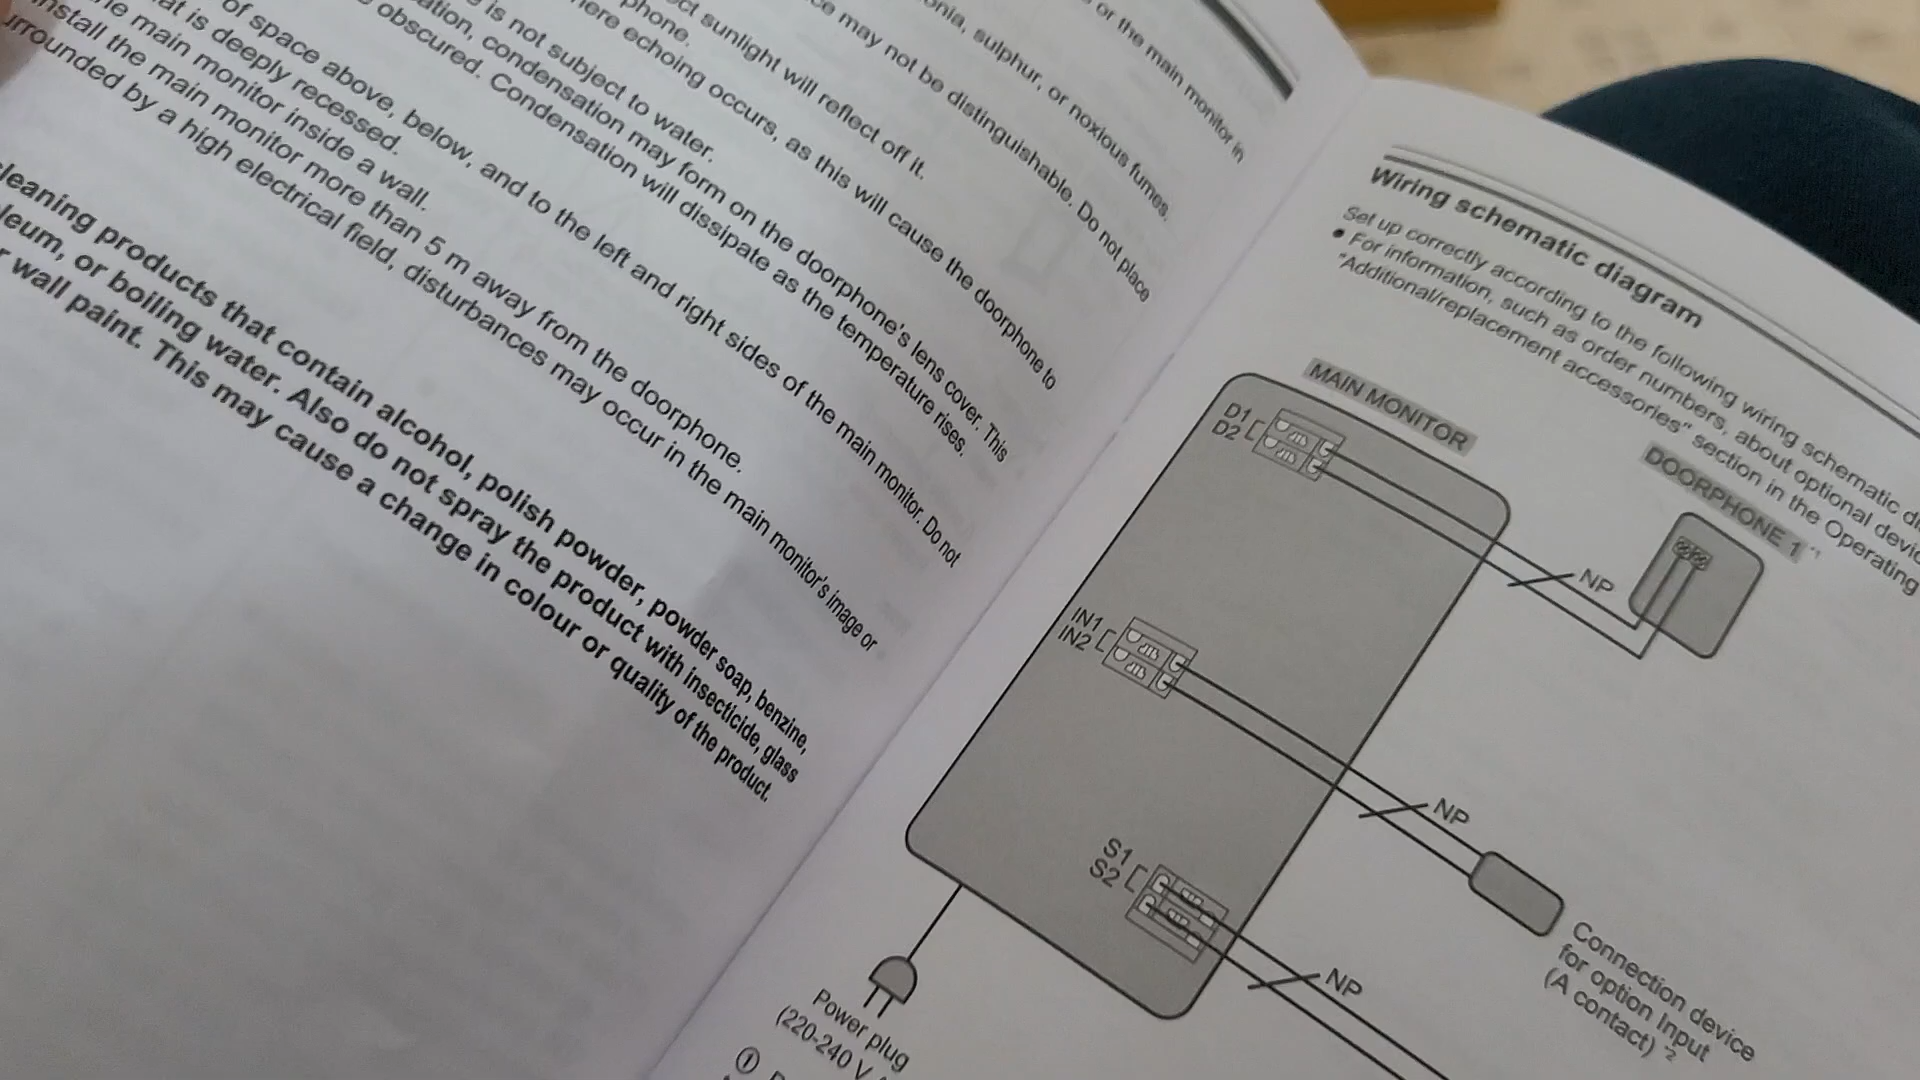 or the main monitor in
onia, sulphur, or noxious fumes.
ce may not be distinguishable. Do not place
ct sunlight will reflect off it.
phone.
here echoing occurs, as this will cause the doorphone to
is not subject to water.
ation, condensation may form on the doorphone's lens cover. This
obscured. Condensation will dissipate as the temperature rises.
of space above, below, and to the left and right sides of the main monitor. Do not
at is deeply recessed.
he main monitor inside a wall.
install the main monitor more than 5 m away from the doorphone.
urrounded by a high electrical field, disturbances may occur in the main monitor's image or
cleaning products that contain alcohol, polish powder, powder soap, benzine,
leum, or boiling water. Also do not spray the product with insecticide, glass
r wall paint. This may cause a change in colour or quality of the product.
Wiring schematic diagram
Set up correctly according to the following wiring schematic di
● For information, such as order numbers, about optional devic
"Additional/replacement accessories" section in the Operating
MAIN MONITOR
D1
D2
DOORPHONE 1 *1
NP
IN1
IN2
NP
Connection device
for option Input
(A contact) *2
S1
S2
NP
Power plug
(220-240 V
①